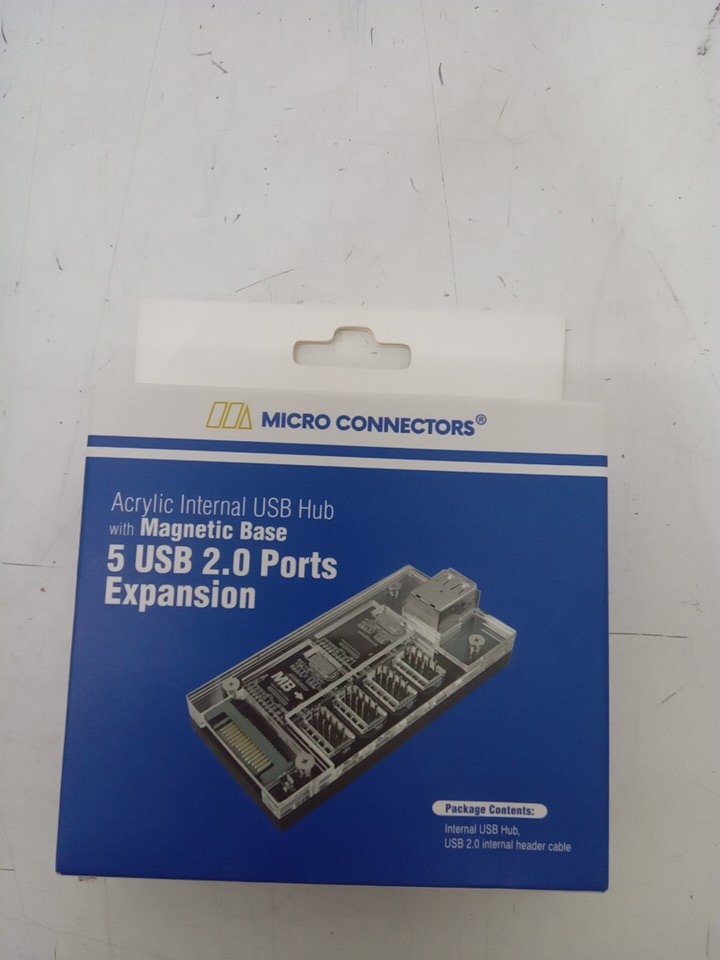 MICRO CONNECTORS®
Acrylic Internal USB Hub
with Magnetic Base
5 USB 2.0 Ports
Expansion
MB
Package Contents:
Internal USB Hub,
USB 2.0 internal header cable